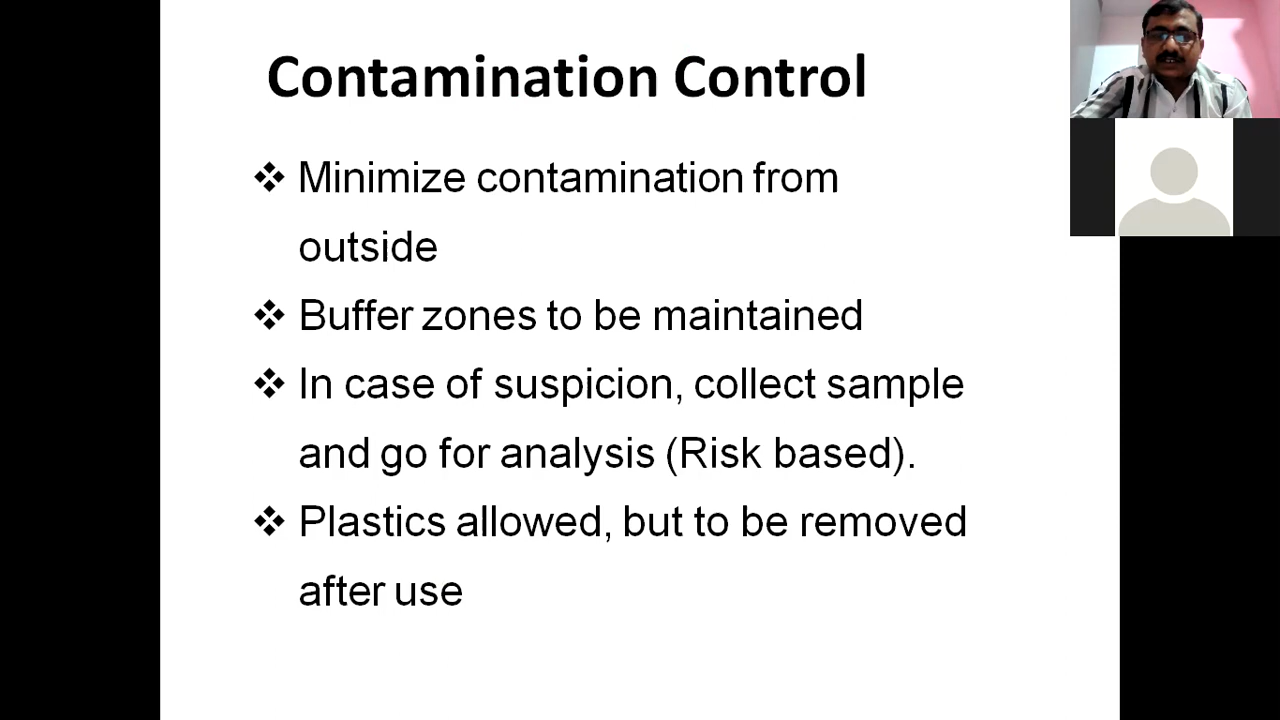 Contamination Control
❖ Minimize contamination from
outside
❖ Buffer zones to be maintained
❖ In case of suspicion, collect sample
and go for analysis (Risk based).
❖ Plastics allowed, but to be removed
after use